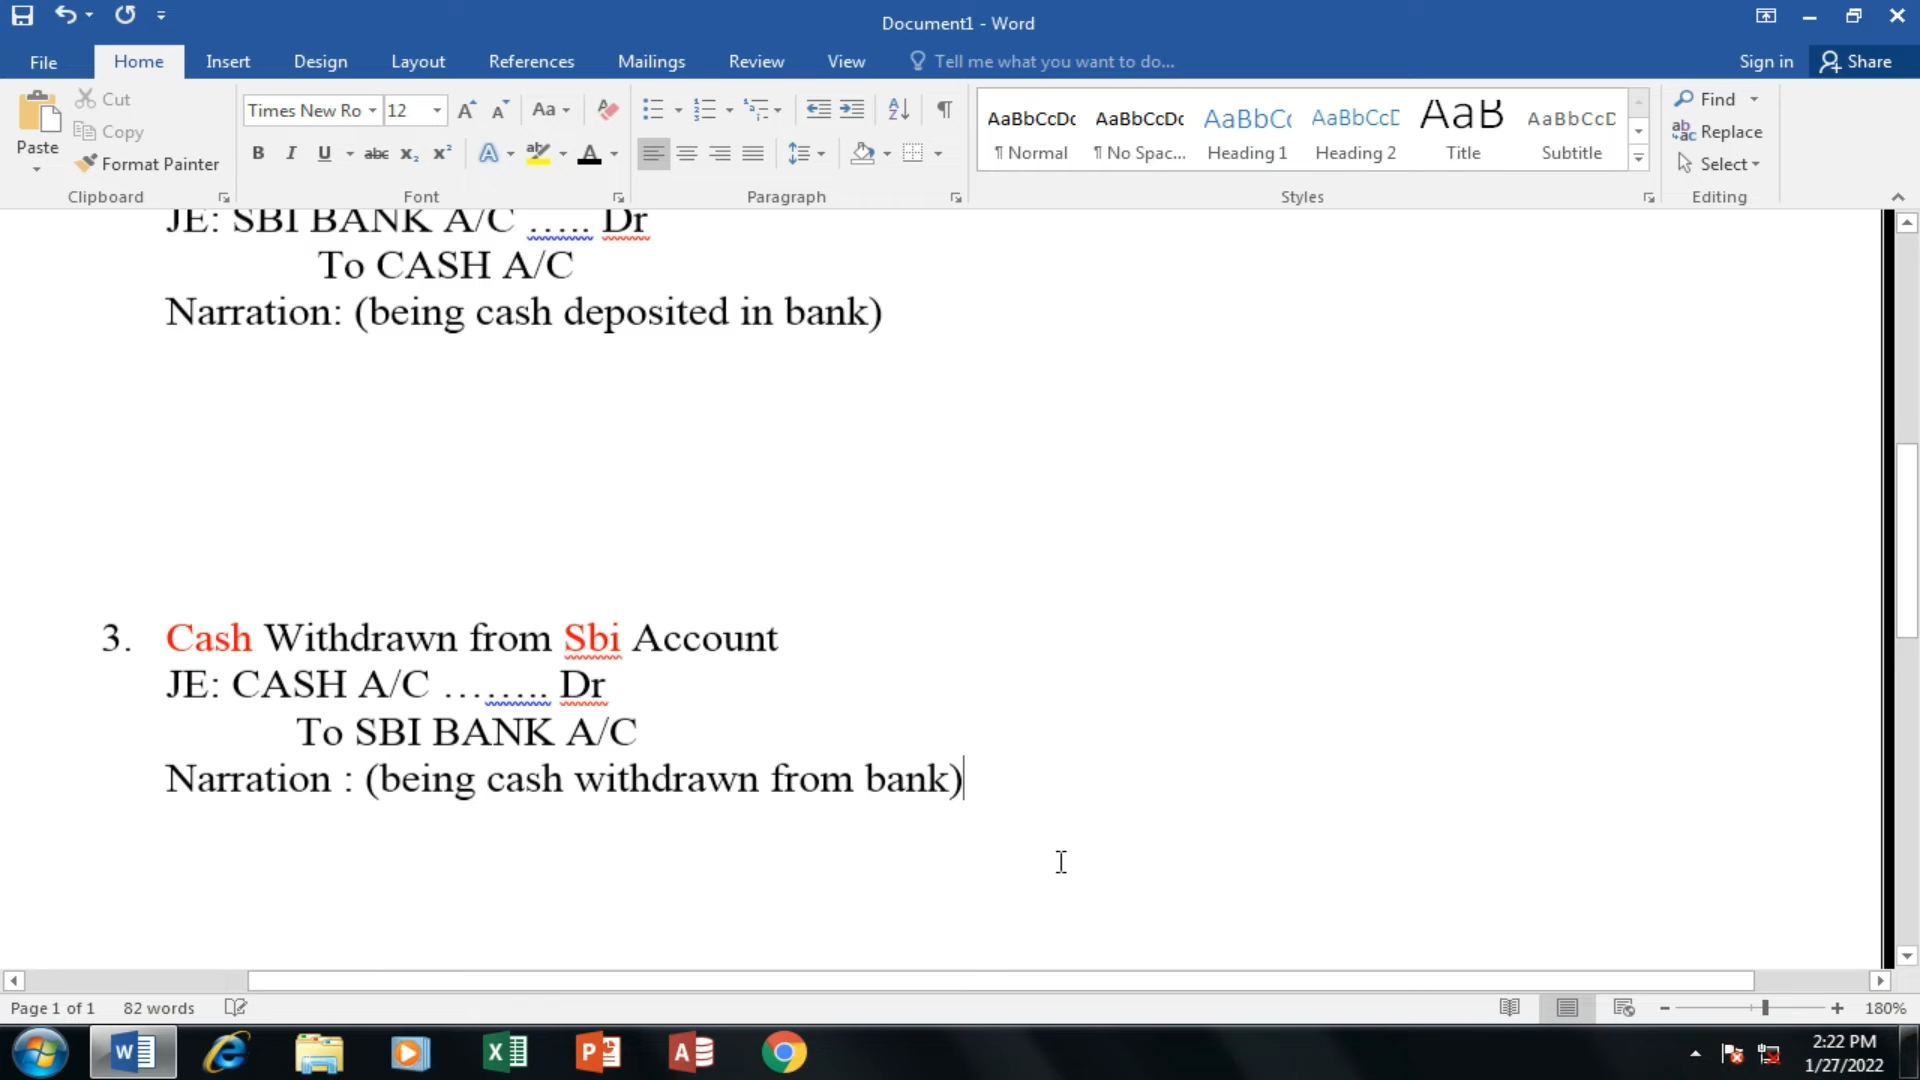 Document1 - Word
File Home Insert Design Layout References Mailings Review View Tell me what you want to do... Sign in Share
Paste Cut Copy Format Painter
Clipboard
Times New Ro 12
Font
Paragraph
AaBbCcDc AaBbCcDc AaBbCc AaBbCcD AaB AaBbCcD
¶ Normal ¶ No Spac... Heading 1 Heading 2 Title Subtitle
Styles
Find
Replace
Select
Editing
JE: SBI BANK A/C ….. Dr
To CASH A/C
Narration: (being cash deposited in bank)
3. Cash Withdrawn from Sbi Account
JE: CASH A/C …….. Dr
To SBI BANK A/C
Narration : (being cash withdrawn from bank)
Page 1 of 1 82 words 180%
2:22 PM
1/27/2022